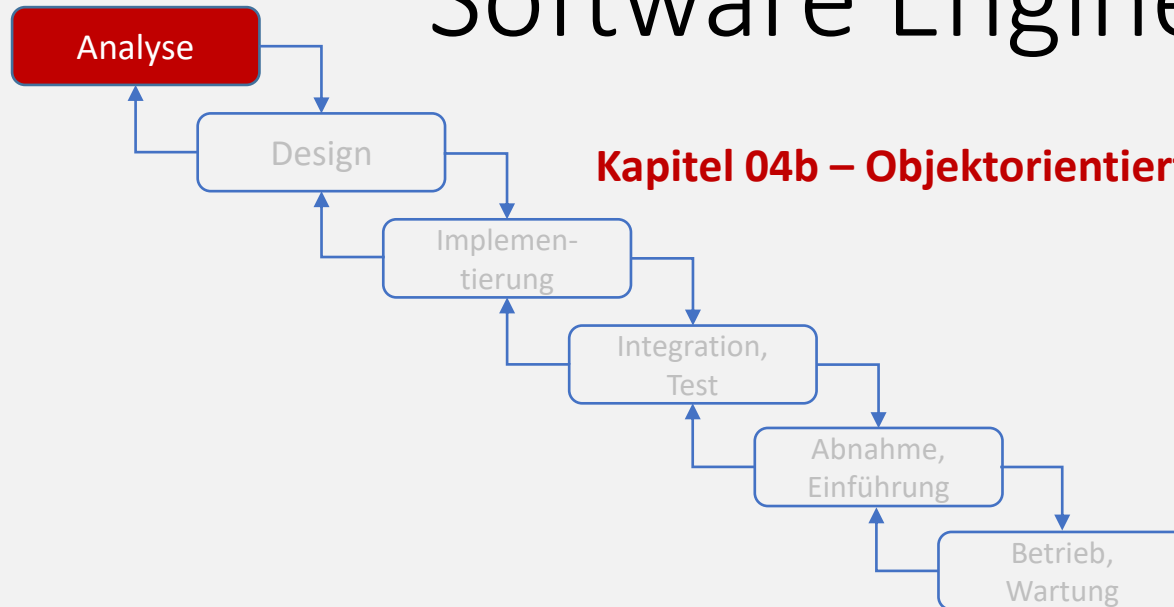 Software Engine
Analyse
Design
Kapitel 04b – Objektorientiert
Implemen-
tierung
Integration,
Test
Abnahme,
Einführung
Betrieb,
Wartung